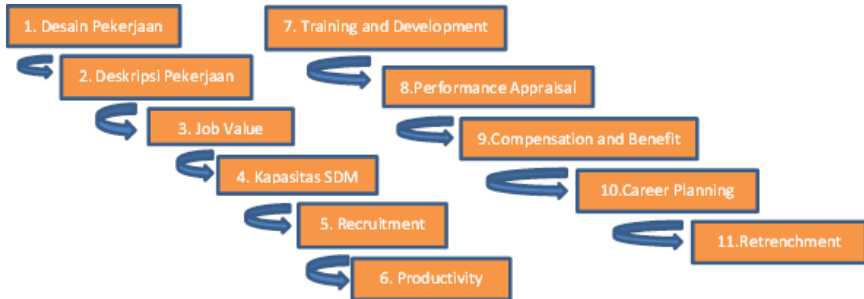 1. Desain Pekerjaan
2. Deskripsi Pekerjaan
3. Job Value
4. Kapasitas SDM
5. Recruitment
6. Productivity
7. Training and Development
8.Performance Appraisal
9.Compensation and Benefit
10.Career Planning
11.Retrenchment